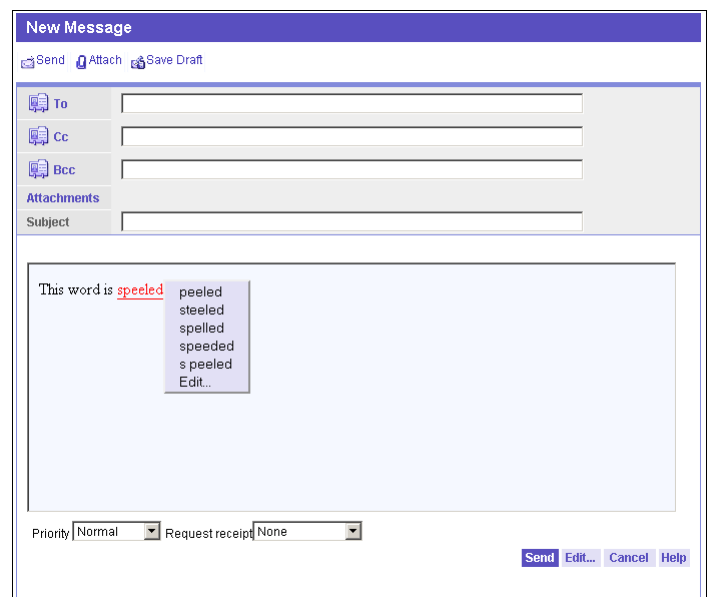 New Message
Send Attach Save Draft
To
Cc
Bcc
Attachments
Subject
This word is speeled
peeled
steeled
spelled
speeded
s peeled
Edit...
Priority Normal Request receipt None
Send Edit... Cancel Help